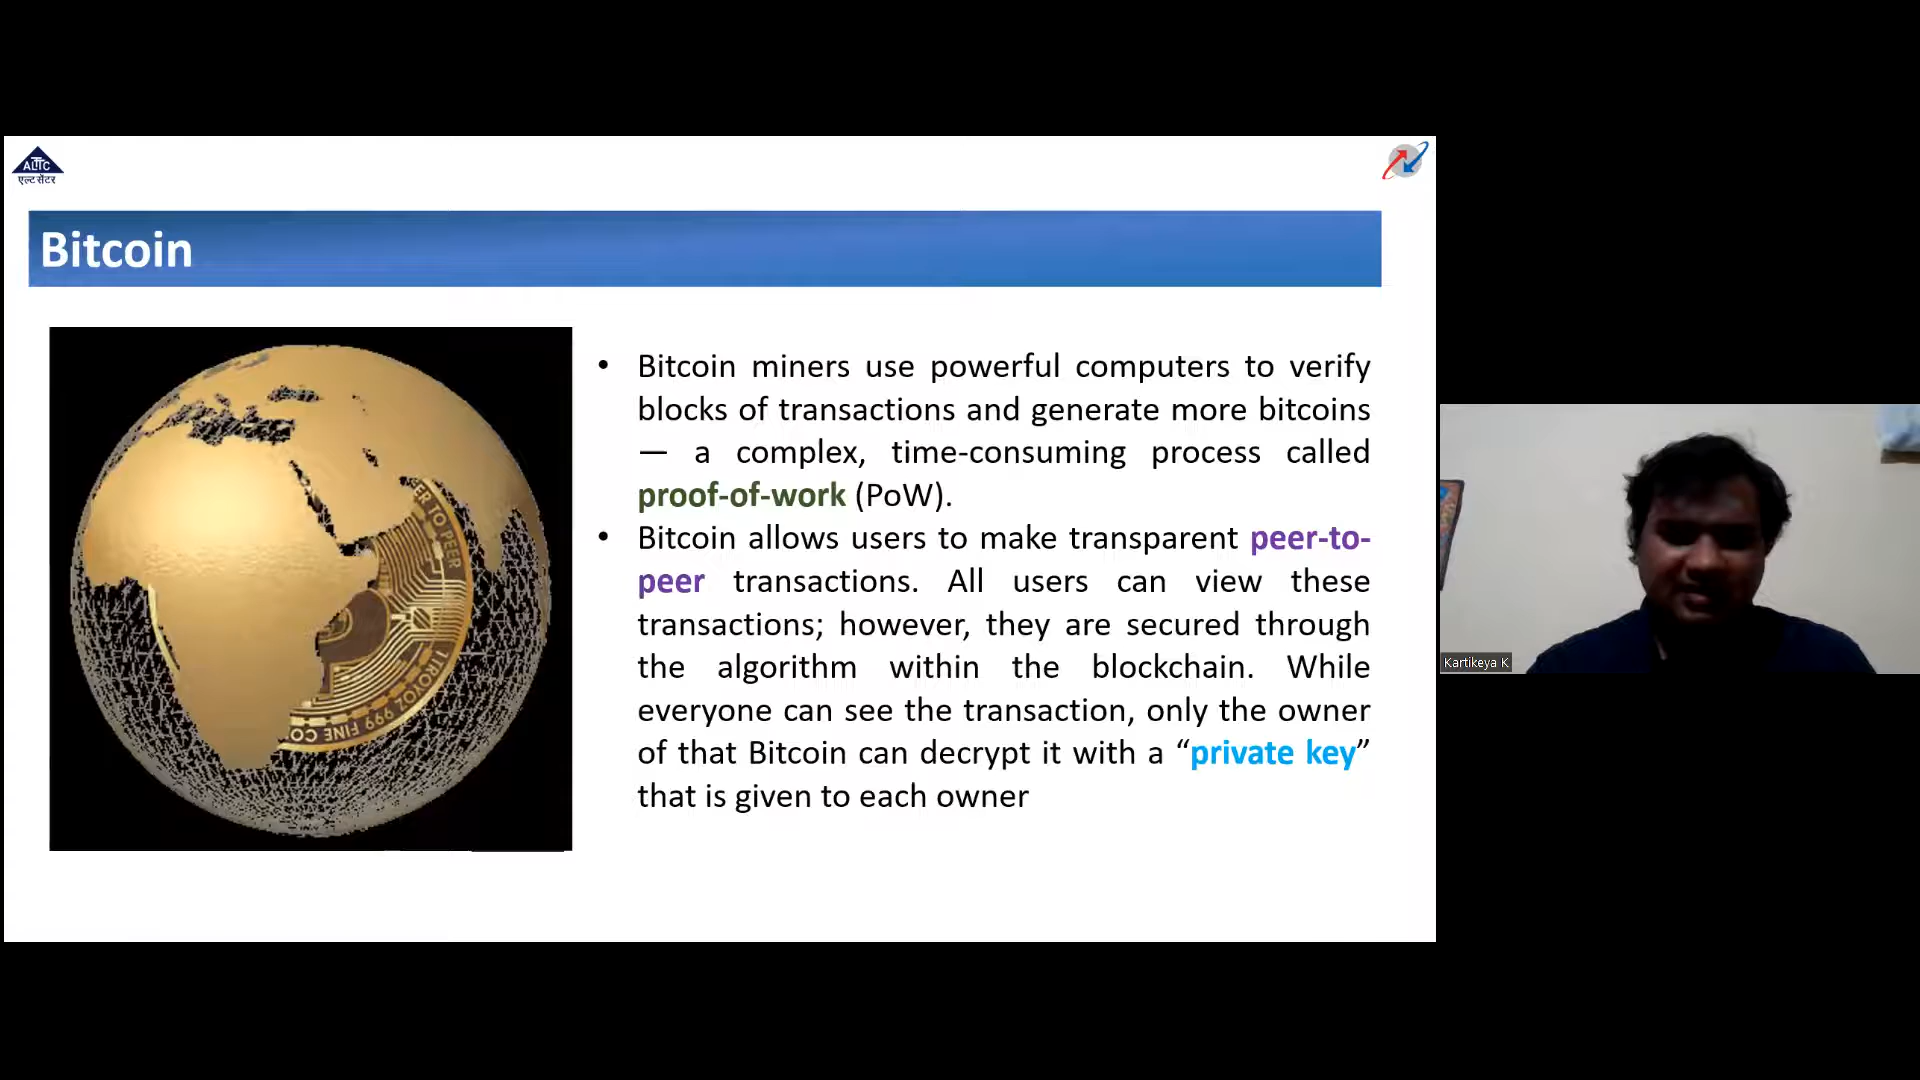 ALTTC
एल्टसेंटर
Bitcoin
• Bitcoin miners use powerful computers to verify
blocks of transactions and generate more bitcoins
— a complex, time-consuming process called
proof-of-work (PoW).
• Bitcoin allows users to make transparent peer-to-
peer transactions. All users can view these
transactions; however, they are secured through
the algorithm within the blockchain. While
everyone can see the transaction, only the owner
of that Bitcoin can decrypt it with a “private key”
that is given to each owner
TO PEER
999 FINE CO
Kartikeya K